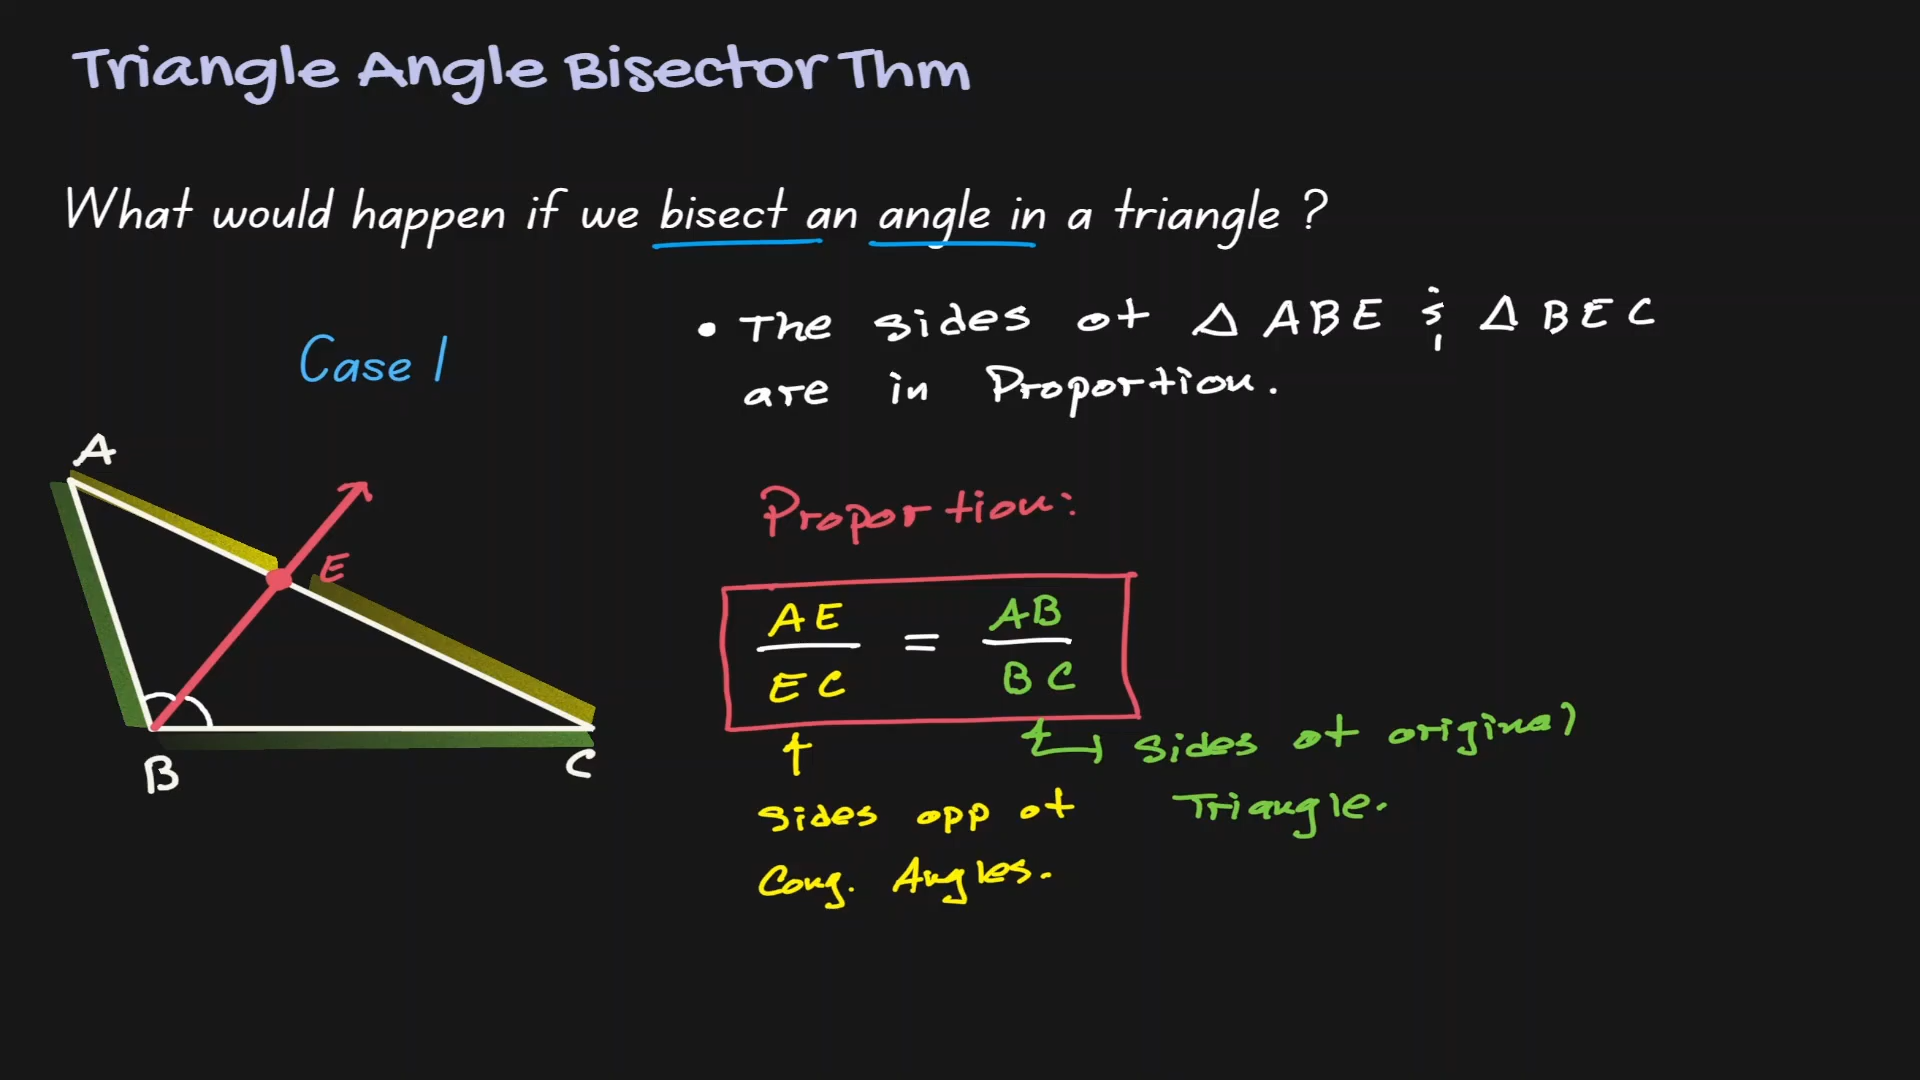 Triangle Angle Bisector Thm
What would happen if we bisect an angle in a triangle ?
Case 1
• The sides of △ ABE & △ BEC
are in Proportion.
A
E
B
C
Proportion:
AE
EC
=
AB
BC
sides opp of
Cong. Angles.
sides of original
Triangle.